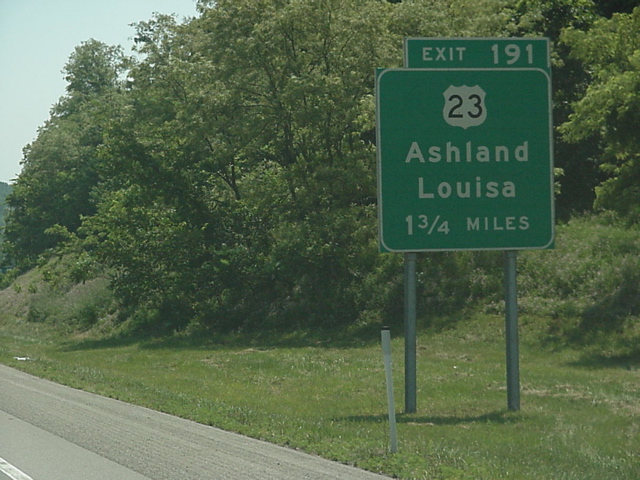 EXIT 191
23
Ashland
Louisa
1 3/4 MILES